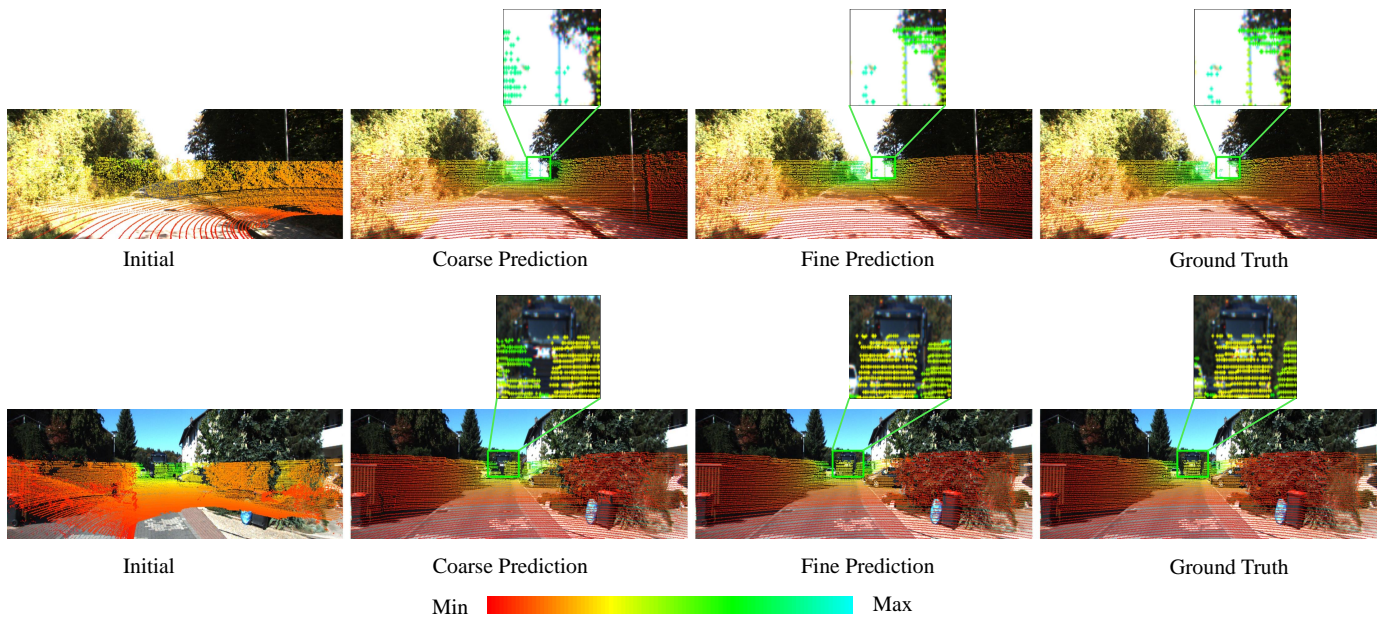 Initial
Coarse Prediction
Fine Prediction
Ground Truth
Initial
Coarse Prediction
Fine Prediction
Ground Truth
Min
Max